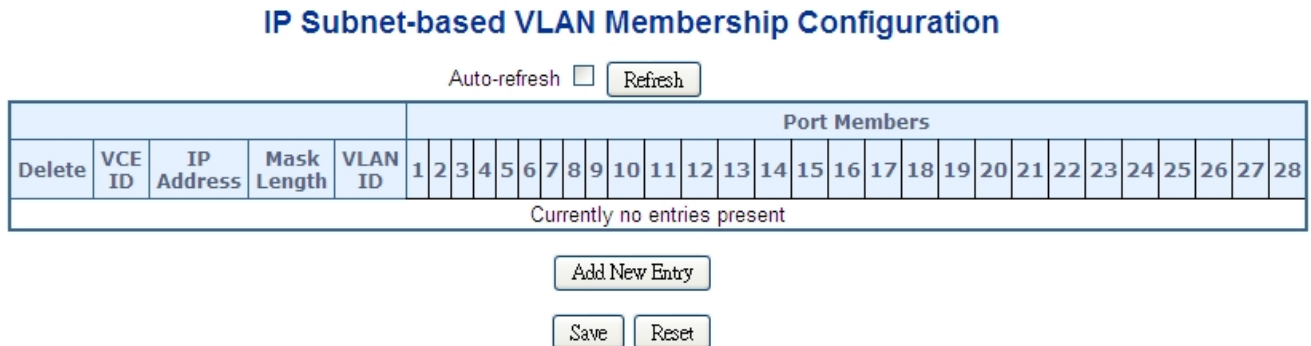 IP Subnet-based VLAN Membership Configuration
Auto-refresh Refresh
Port Members
Delete VCE ID IP Address Mask Length VLAN ID 1 2 3 4 5 6 7 8 9 10 11 12 13 14 15 16 17 18 19 20 21 22 23 24 25 26 27 28
Currently no entries present
Add New Entry
Save Reset